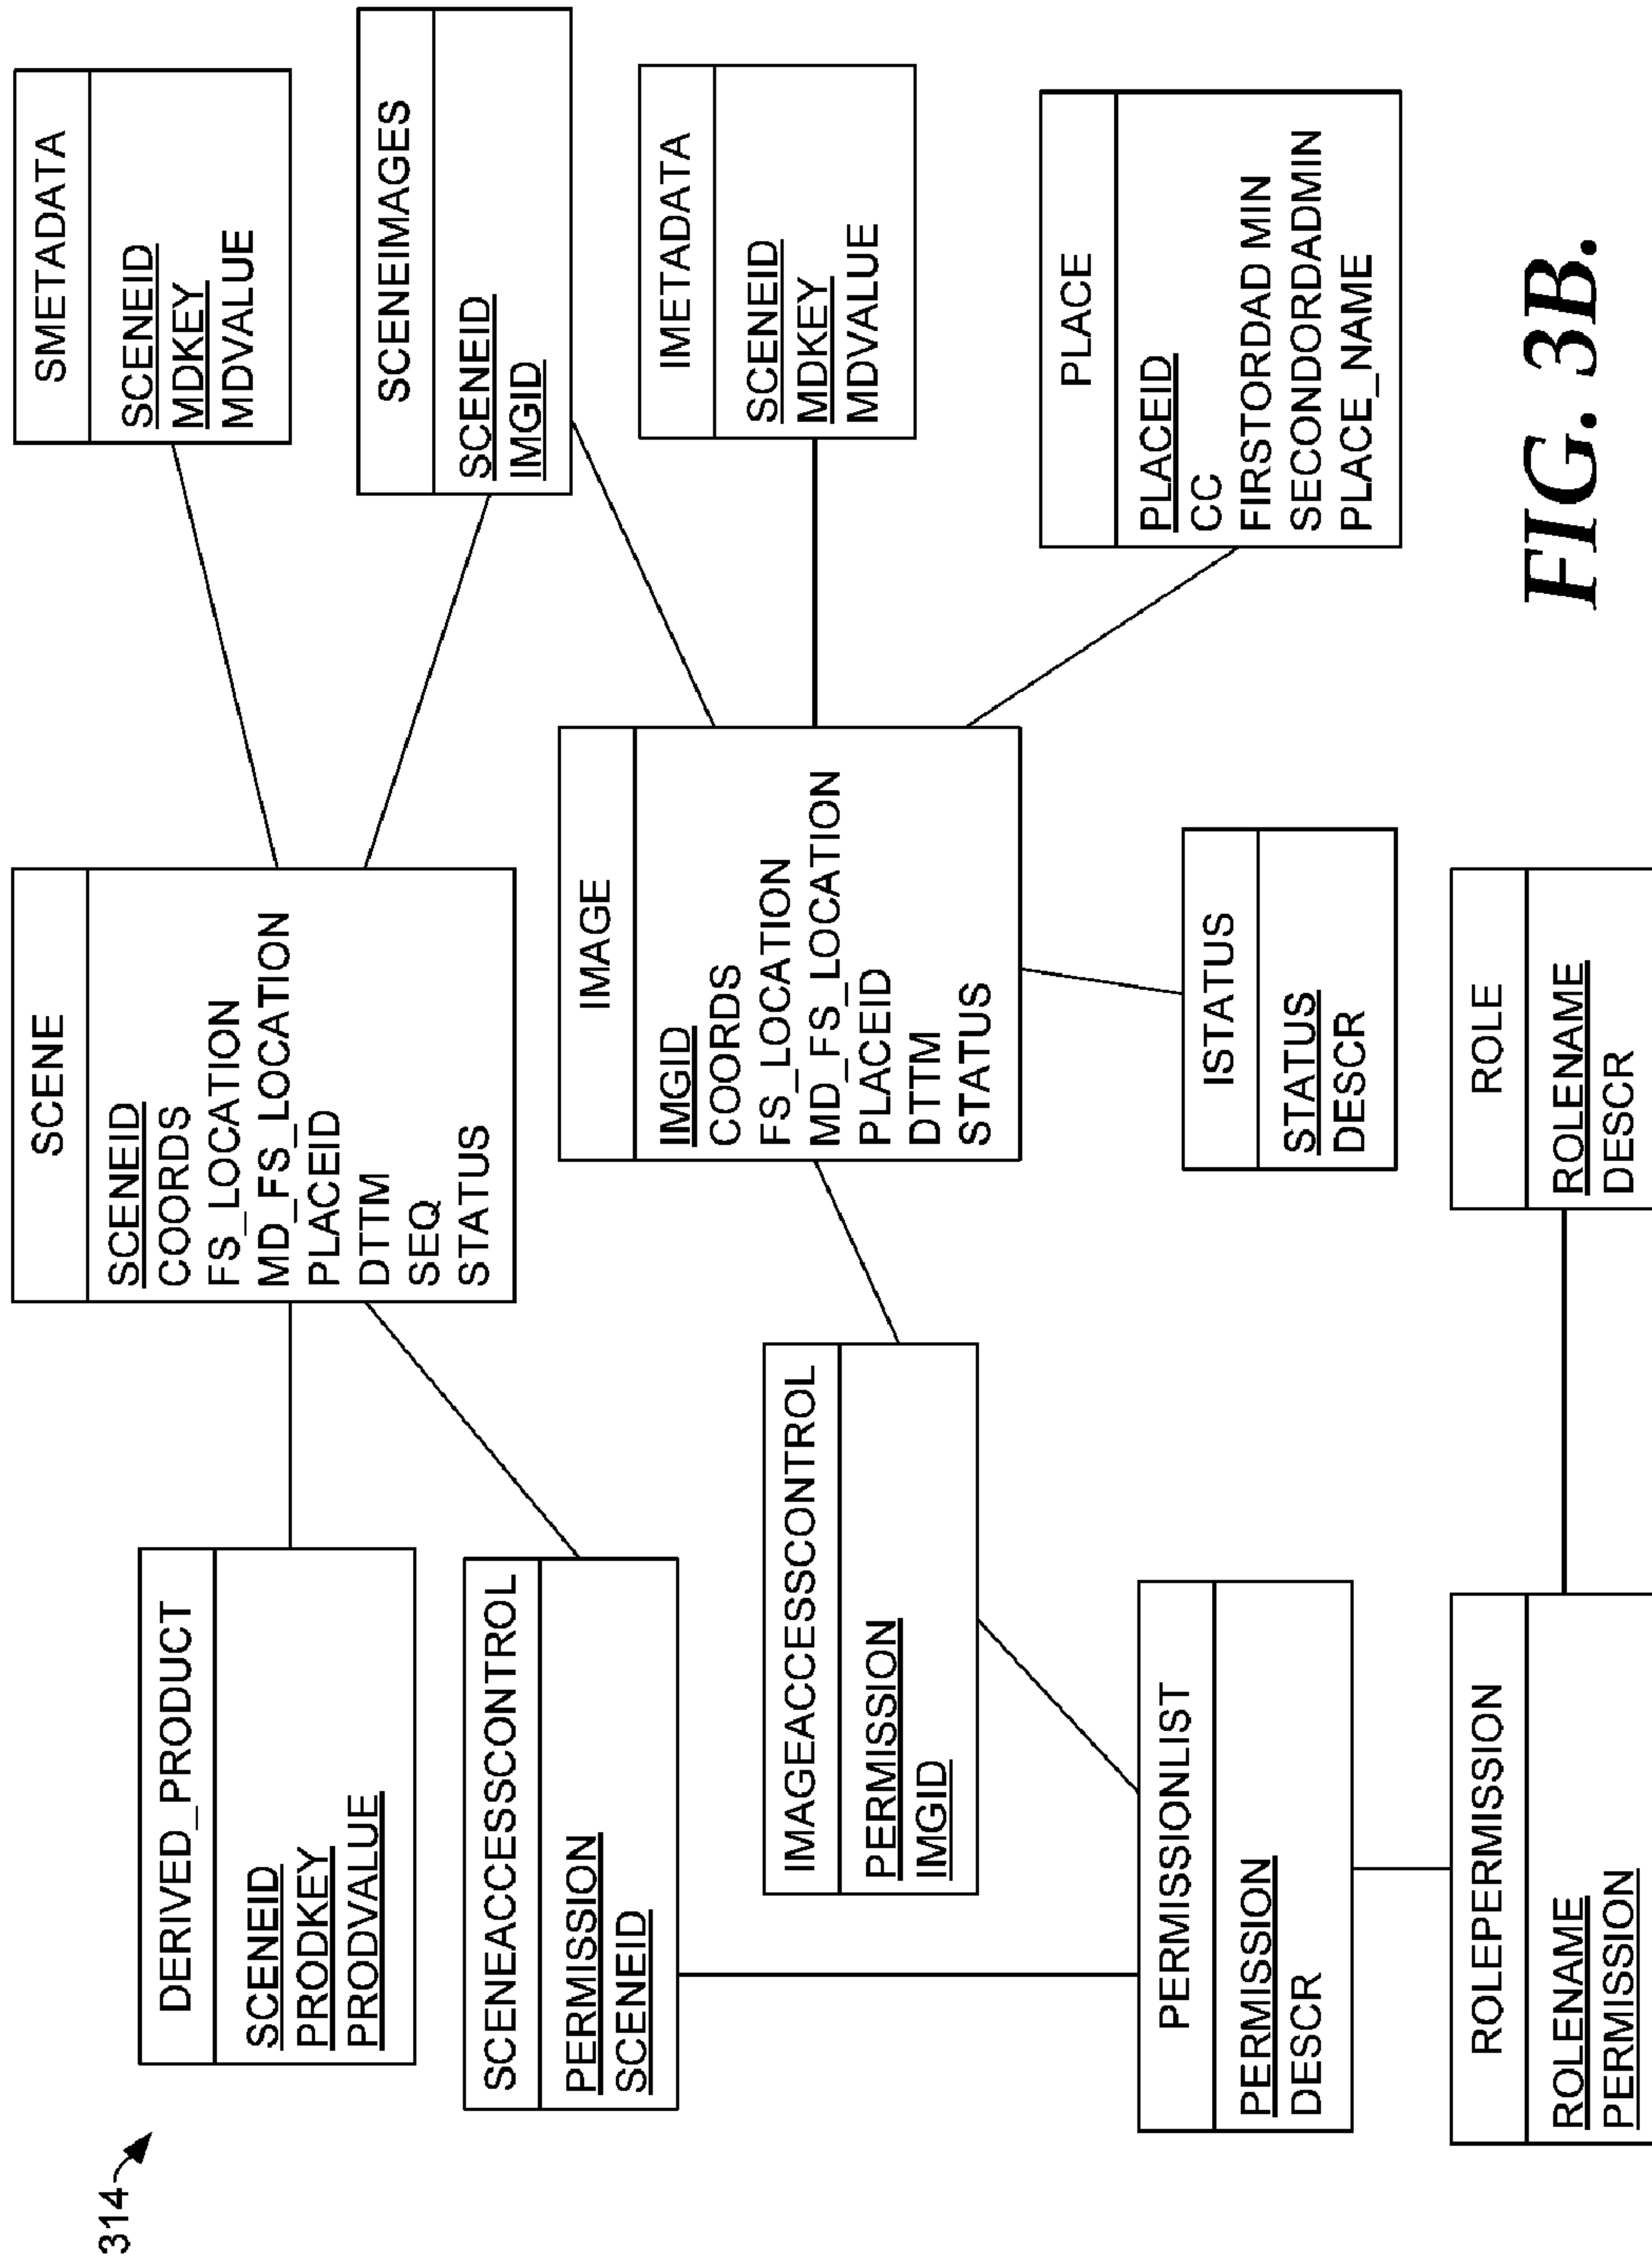 314
DERIVED_PRODUCT
SCENEID
PRODKEY
PRODVALUE
SCENE
SCENEID
COORDS
FS_LOCATION
MD_FS_LOCATION
PLACEID
DTTM
SEQ
STATUS
SMETADATA
SCENEID
MDKEY
MDVALUE
SCENEACCESSCONTROL
PERMISSION
SCENEID
SCENEIMAGES
SCENEID
IMGID
IMAGEACCESSCONTROL
PERMISSION
IMGID
IMAGE
IMGID
COORDS
FS_LOCATION
MD_FS_LOCATION
PLACEID
DTTM
STATUS
IMETADATA
SCENEID
MDKEY
MDVALUE
PERMISSIONLIST
PERMISSION
DESCR
ISTATUS
STATUS
DESCR
PLACE
PLACEID
CC
FIRSTORDAD MIN
SECONDORDADMIN
PLACE_NAME
ROLEPERMISSION
ROLENAME
PERMISSION
ROLE
ROLENAME
DESCR
FIG. 3B.